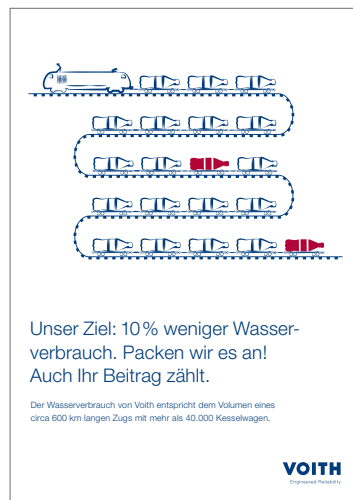 Unser Ziel: 10 % weniger Wasser-
verbrauch. Packen wir es an!
Auch Ihr Beitrag zählt.
Der Wasserverbrauch von Voith entspricht dem Volumen eines
circa 600 km langen Zugs mit mehr als 40.000 Kesselwagen.
VOITH
Engineered Reliability